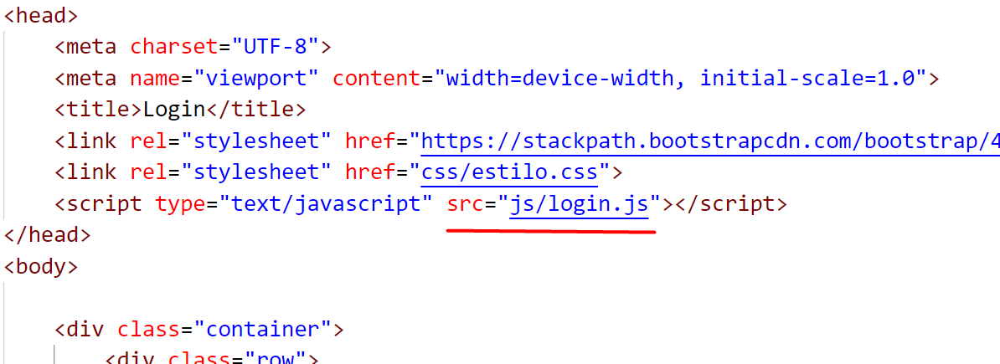 <head>
<meta charset="UTF-8">
<meta name="viewport" content="width=device-width, initial-scale=1.0">
<title>Login</title>
<link rel="stylesheet" href="https://stackpath.bootstrapcdn.com/bootstrap/4
<link rel="stylesheet" href="css/estilo.css">
<script type="text/javascript" src="js/login.js"></script>
</head>
<body>
<div class="container">
<div class="row">